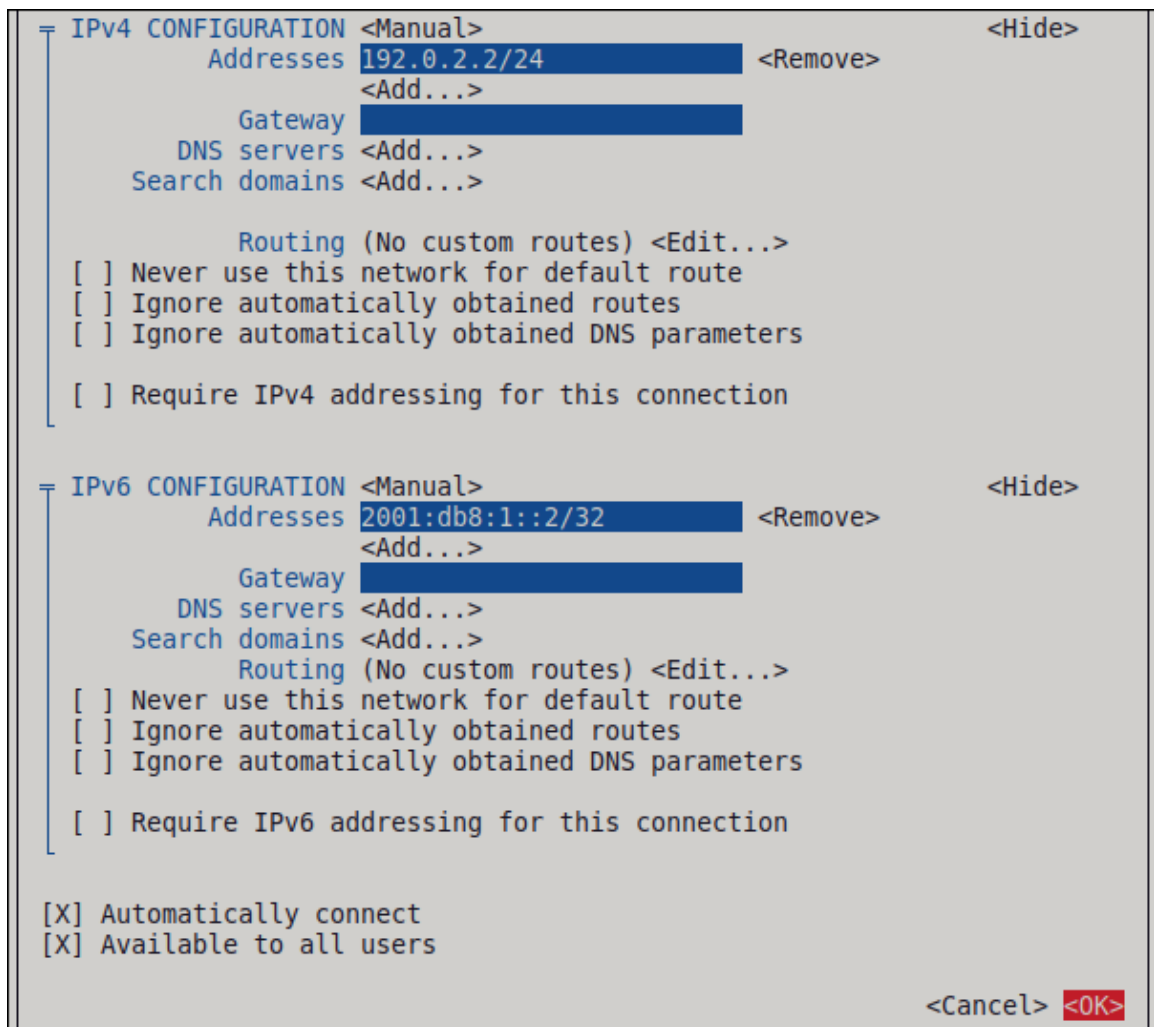 IPv4 CONFIGURATION <Manual> <Hide>
Addresses 192.0.2.2/24 <Remove>
<Add...>
Gateway
DNS servers <Add...>
Search domains <Add...>
Routing (No custom routes) <Edit...>
[ ] Never use this network for default route
[ ] Ignore automatically obtained routes
[ ] Ignore automatically obtained DNS parameters
[ ] Require IPv4 addressing for this connection
IPv6 CONFIGURATION <Manual> <Hide>
Addresses 2001:db8:1::2/32 <Remove>
<Add...>
Gateway
DNS servers <Add...>
Search domains <Add...>
Routing (No custom routes) <Edit...>
[ ] Never use this network for default route
[ ] Ignore automatically obtained routes
[ ] Ignore automatically obtained DNS parameters
[ ] Require IPv6 addressing for this connection
[X] Automatically connect
[X] Available to all users
<Cancel> <OK>